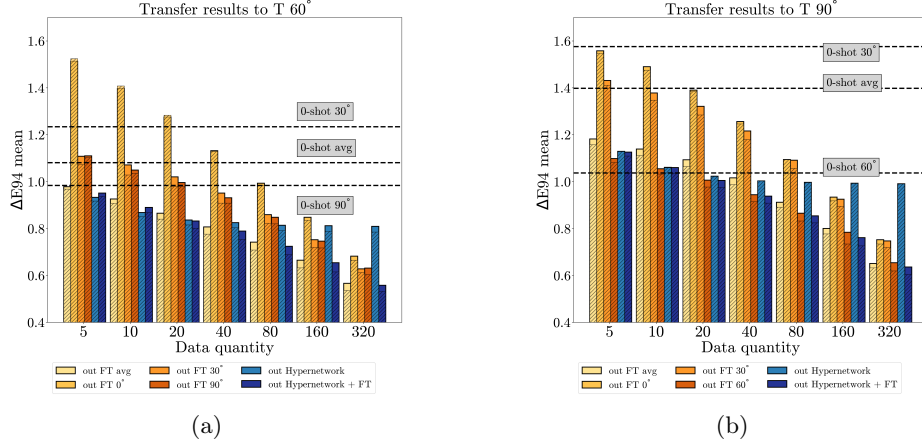 Transfer results to T 60°
ΔE94 mean
1.6
1.4
1.2
1.0
0.8
0.6
0.4
0-shot 30°
0-shot avg
0-shot 90°
5 10 20 40 80 160 320
Data quantity
out FT avg out FT 30° out Hypernetwork
out FT 0° out FT 90° out Hypernetwork + FT
(a)
Transfer results to T 90°
ΔE94 mean
1.6
1.4
1.2
1.0
0.8
0.6
0.4
0-shot 30°
0-shot avg
0-shot 60°
5 10 20 40 80 160 320
Data quantity
out FT avg out FT 30° out Hypernetwork
out FT 0° out FT 60° out Hypernetwork + FT
(b)